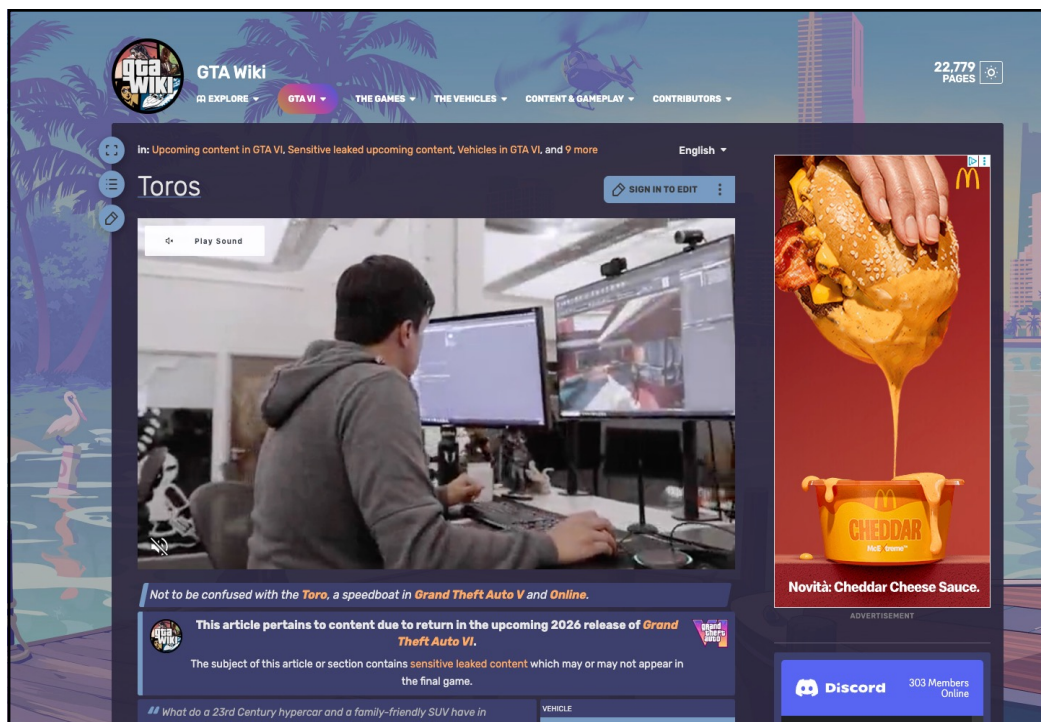 GTA Wiki
EXPLORE
GTA VI
THE GAMES
THE VEHICLES
CONTENT & GAMEPLAY
CONTRIBUTORS
22,779
PAGES
in: Upcoming content in GTA VI, Sensitive leaked upcoming content, Vehicles in GTA VI, and 9 more
English
Toros
SIGN IN TO EDIT
Play Sound
Not to be confused with the Toro, a speedboat in Grand Theft Auto V and Online.
This article pertains to content due to return in the upcoming 2026 release of Grand
Theft Auto VI.
The subject of this article or section contains sensitive leaked content which may or may not appear in
the final game.
What do a 23rd Century hypercar and a family-friendly SUV have in
VEHICLE
CHEDDAR
Novità: Cheddar Cheese Sauce.
ADVERTISEMENT
Discord
303 Members
Online